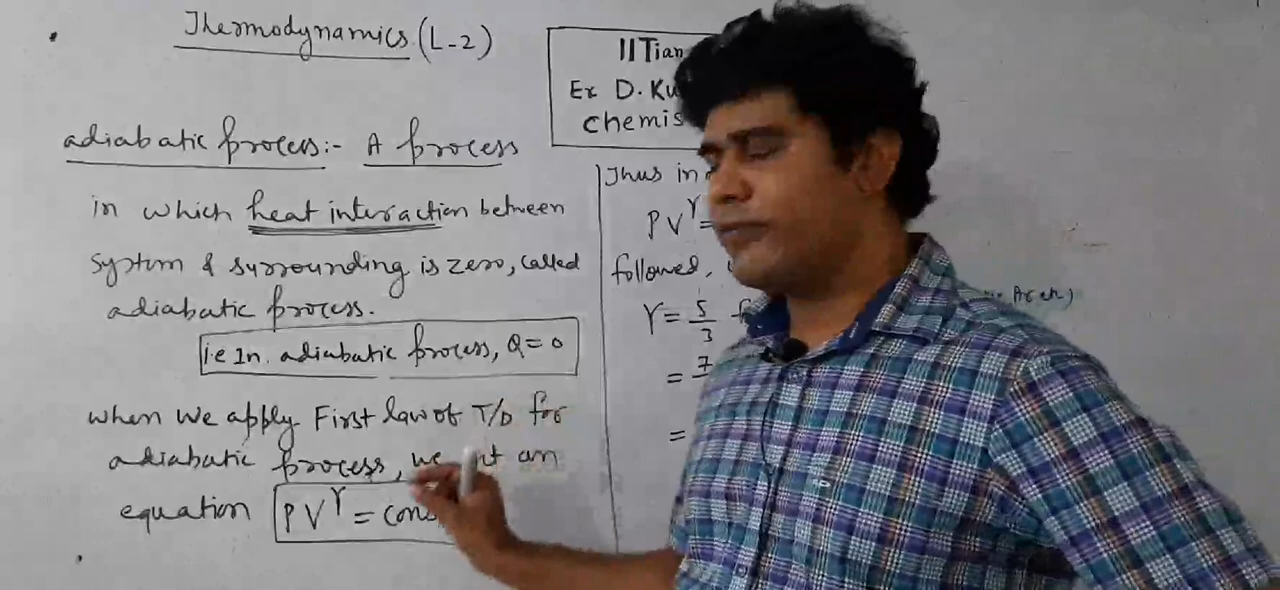 Thermodynamics (L-2)
IITian
Ex D. Ku
chemis
adiabatic process:- A process
in which heat interaction between
system & surrounding is zero, called
adiabatic process.
i.e In. adiabatic process, Q=0
when we apply First law of T/D for
adiabatic process, we an
equation PV^γ = cons
Thus in
PV^γ =
followed,
γ = 5/3 f
= 7
=